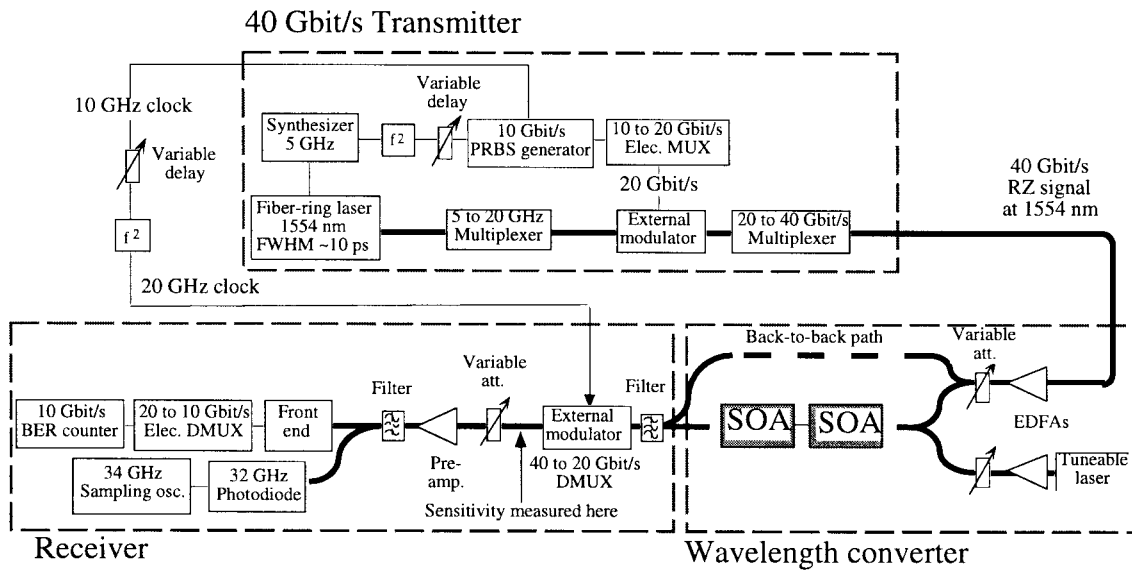 40 Gbit/s Transmitter
10 GHz clock
Variable
delay
f 2
20 GHz clock
Synthesizer
5 GHz
f 2
Variable
delay
10 Gbit/s
PRBS generator
10 to 20 Gbit/s
Elec. MUX
20 Gbit/s
Fiber-ring laser
1554 nm
FWHM ~10 ps
5 to 20 GHz
Multiplexer
External
modulator
20 to 40 Gbit/s
Multiplexer
40 Gbit/s
RZ signal
at 1554 nm
10 Gbit/s
BER counter
20 to 10 Gbit/s
Elec. DMUX
Front
end
34 GHz
Sampling osc.
32 GHz
Photodiode
Filter
Pre-
amp.
Variable
att.
External
modulator
40 to 20 Gbit/s
DMUX
Sensitivity measured here
Filter
Receiver
Back-to-back path
SOA
SOA
Variable
att.
EDFAs
Tuneable
laser
Wavelength converter